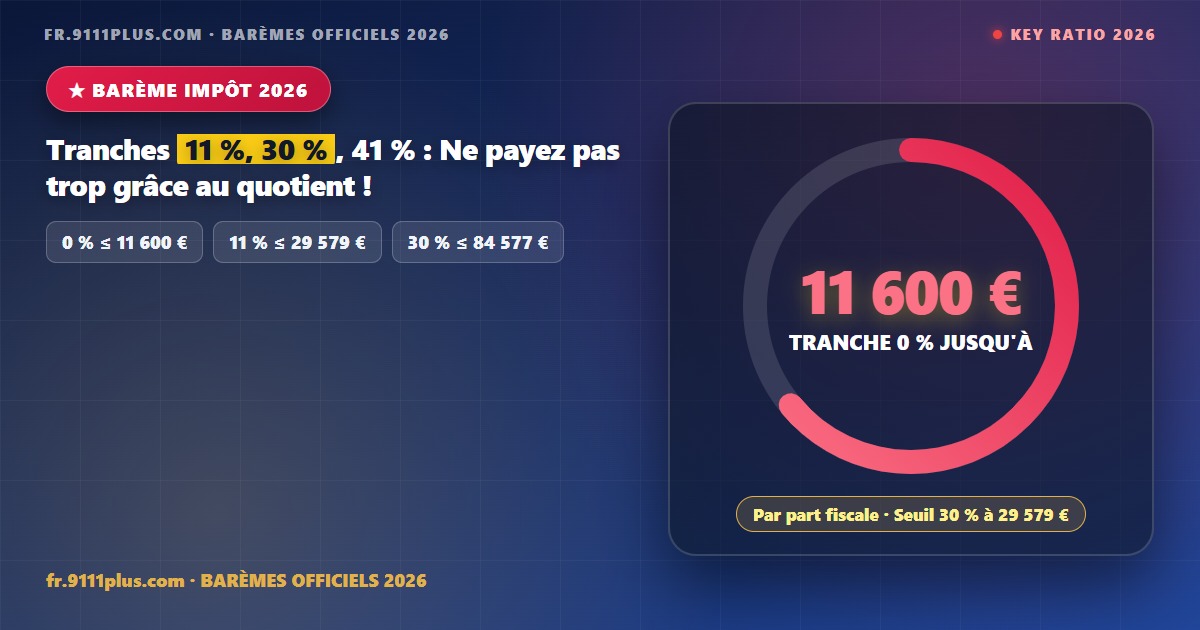 FR.9111PLUS.COM · BARÈMES OFFICIELS 2026
KEY RATIO 2026
★ BARÈME IMPÔT 2026
Tranches 11 %, 30 %, 41 % : Ne payez pas
trop grâce au quotient !
0 % ≤ 11 600 €
11 % ≤ 29 579 €
30 % ≤ 84 577 €
11 600 €
TRANCHE 0 % JUSQU'À
Par part fiscale · Seuil 30 % à 29 579 €
fr.9111plus.com · BARÈMES OFFICIELS 2026